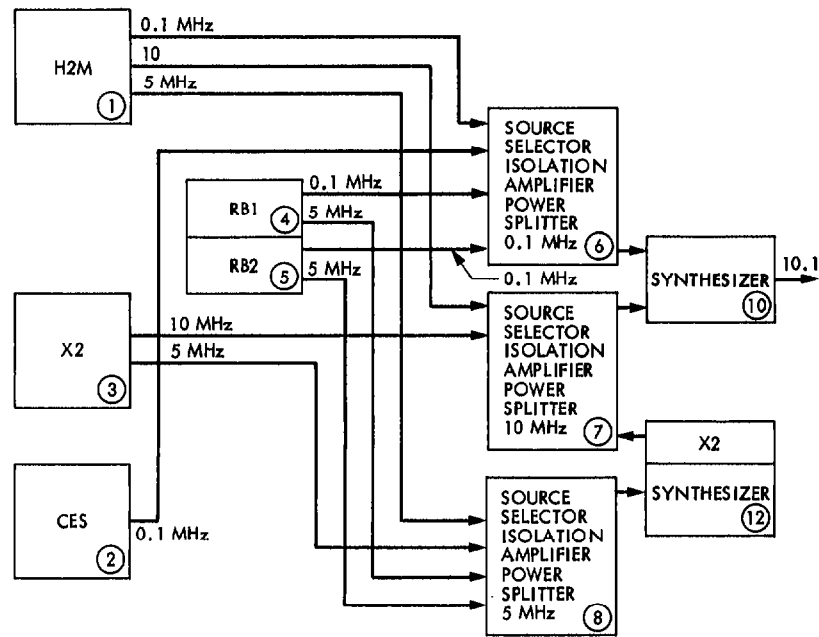 H2M
1
0.1 MHz
10
5 MHz
RB1
4
0.1 MHz
5 MHz
RB2
5
5 MHz
0.1 MHz
X2
3
10 MHz
5 MHz
CES
2
0.1 MHz
SOURCE
SELECTOR
ISOLATION
AMPLIFIER
POWER
SPLITTER
0.1 MHz
6
SYNTHESIZER
10
10.1
SOURCE
SELECTOR
ISOLATION
AMPLIFIER
POWER
SPLITTER
10 MHz
7
X2
SYNTHESIZER
12
SOURCE
SELECTOR
ISOLATION
AMPLIFIER
POWER
SPLITTER
5 MHz
8